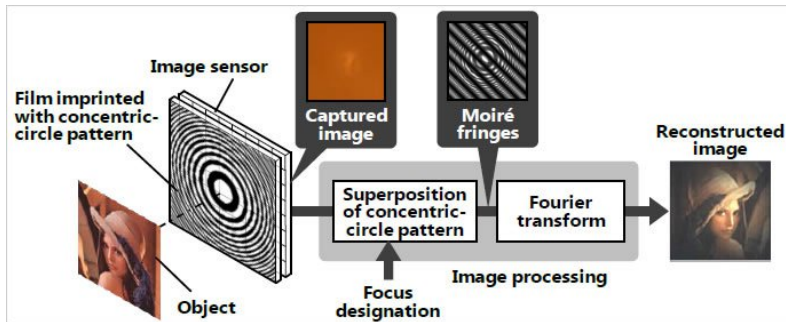 Image sensor
Film imprinted
with concentric-
circle pattern
Object
Captured
image
Moiré
fringes
Superposition
of concentric-
circle pattern
Fourier
transform
Image processing
Focus
designation
Reconstructed
image